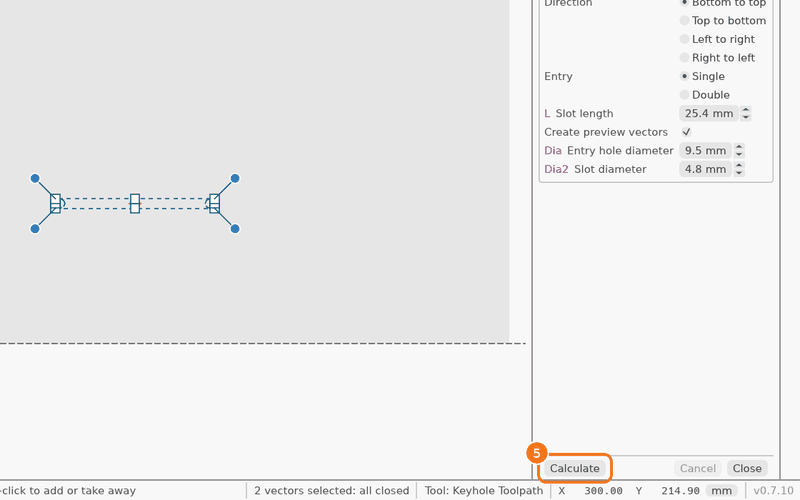 Direction
Bottom to top
Top to bottom
Left to right
Right to left
Entry
Single
Double
L Slot length 25.4 mm
Create preview vectors ✓
Dia Entry hole diameter 9.5 mm
Dia2 Slot diameter 4.8 mm
5
Calculate Cancel Close
-click to add or take away 2 vectors selected: all closed Tool: Keyhole Toolpath X 300.00 Y 214.90 mm v0.7.10